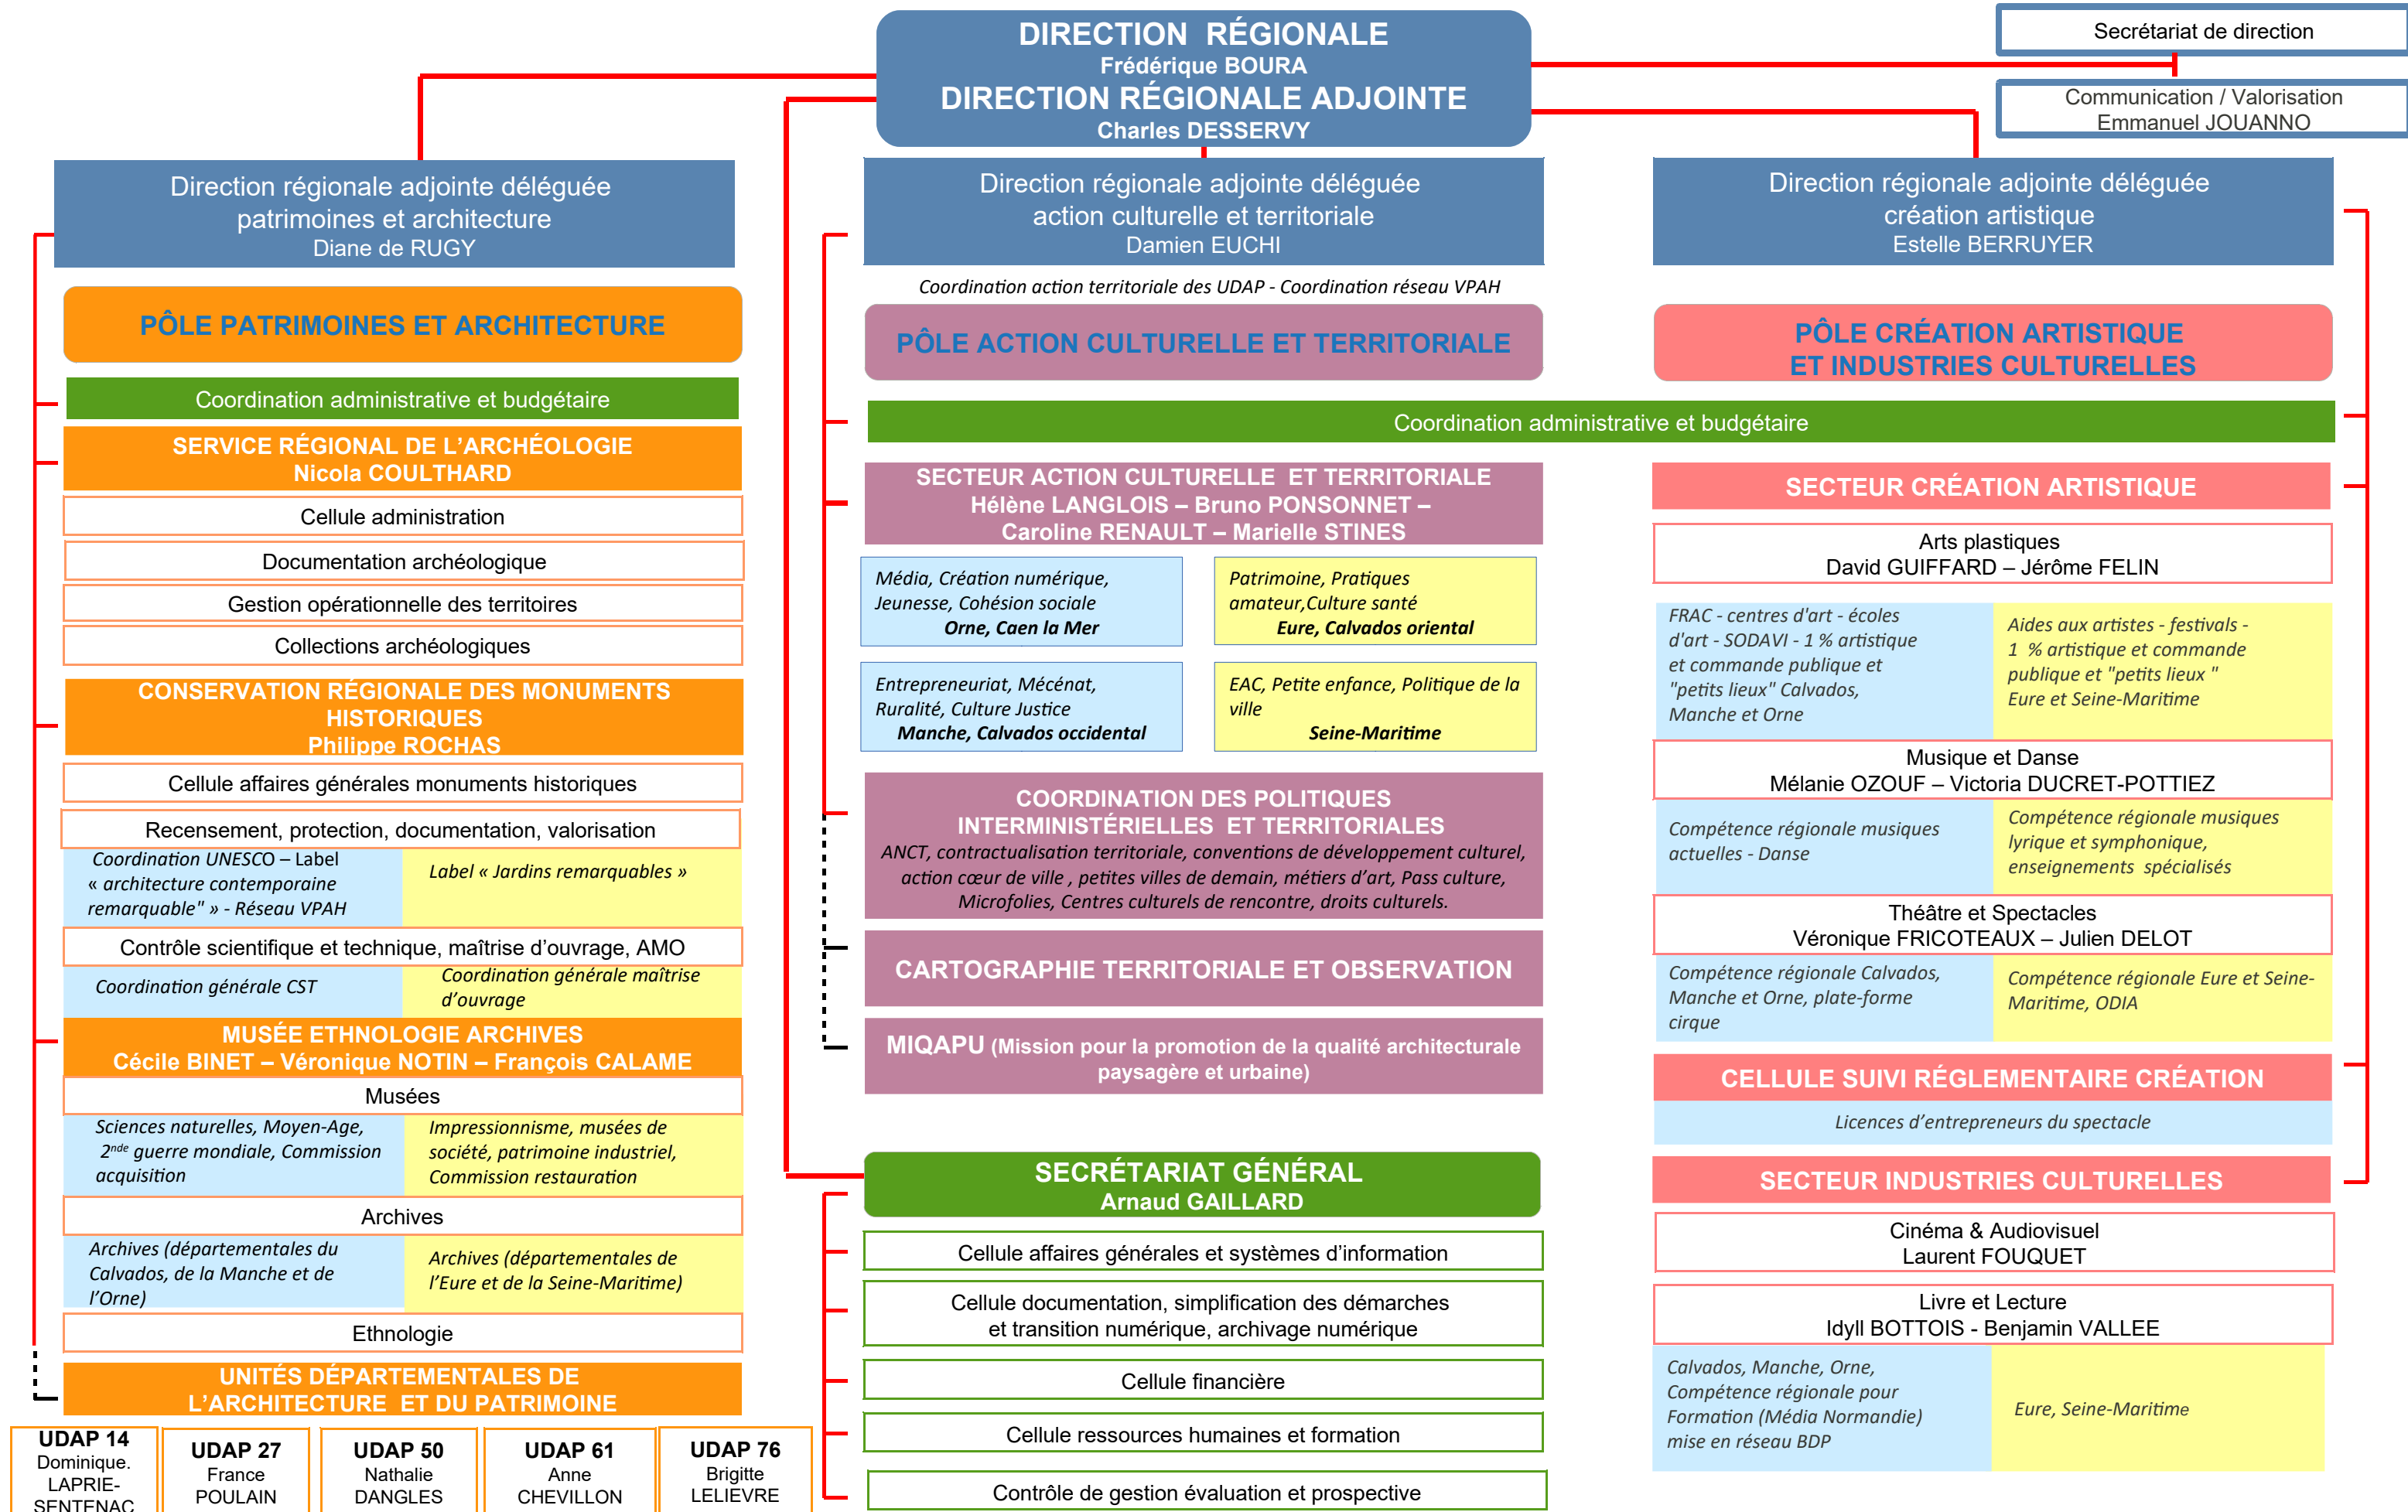 DIRECTION RÉGIONALE
Frédérique BOURA
DIRECTION RÉGIONALE ADJOINTE
Charles DESSERVY
Secrétariat de direction
Communication / Valorisation
Emmanuel JOUANNO
Direction régionale adjointe déléguée
patrimoines et architecture
Diane de RUGY
PÔLE PATRIMOINES ET ARCHITECTURE
Coordination administrative et budgétaire
SERVICE RÉGIONAL DE L'ARCHÉOLOGIE
Nicola COULTHARD
Cellule administration
Documentation archéologique
Gestion opérationnelle des territoires
Collections archéologiques
CONSERVATION RÉGIONALE DES MONUMENTS
HISTORIQUES
Philippe ROCHAS
Cellule affaires générales monuments historiques
Recensement, protection, documentation, valorisation
Coordination UNESCO – Label
« architecture contemporaine
remarquable" » - Réseau VPAH
Label « Jardins remarquables »
Contrôle scientifique et technique, maîtrise d'ouvrage, AMO
Coordination générale CST
Coordination générale maîtrise
d'ouvrage
MUSÉE ETHNOLOGIE ARCHIVES
Cécile BINET – Véronique NOTIN – François CALAME
Musées
Sciences naturelles, Moyen-Age,
2nde guerre mondiale, Commission
acquisition
Impressionnisme, musées de
société, patrimoine industriel,
Commission restauration
Archives
Archives (départementales du
Calvados, de la Manche et de
l'Orne)
Archives (départementales de
l'Eure et de la Seine-Maritime)
Ethnologie
UNITÉS DÉPARTEMENTALES DE
L'ARCHITECTURE ET DU PATRIMOINE
UDAP 14
Dominique.
LAPRIE-
SENTENAC
UDAP 27
France
POULAIN
UDAP 50
Nathalie
DANGLES
UDAP 61
Anne
CHEVILLON
UDAP 76
Brigitte
LELIEVRE
Direction régionale adjointe déléguée
action culturelle et territoriale
Damien EUCHI
Coordination action territoriale des UDAP - Coordination réseau VPAH
PÔLE ACTION CULTURELLE ET TERRITORIALE
Coordination administrative et budgétaire
SECTEUR ACTION CULTURELLE ET TERRITORIALE
Hélène LANGLOIS – Bruno PONSONNET –
Caroline RENAULT – Marielle STINES
Média, Création numérique,
Jeunesse, Cohésion sociale
Orne, Caen la Mer
Patrimoine, Pratiques
amateur,Culture santé
Eure, Calvados oriental
Entrepreneuriat, Mécénat,
Ruralité, Culture Justice
Manche, Calvados occidental
EAC, Petite enfance, Politique de la
ville
Seine-Maritime
COORDINATION DES POLITIQUES
INTERMINISTÉRIELLES ET TERRITORIALES
ANCT, contractualisation territoriale, conventions de développement culturel,
action cœur de ville , petites villes de demain, métiers d'art, Pass culture,
Microfolies, Centres culturels de rencontre, droits culturels.
CARTOGRAPHIE TERRITORIALE ET OBSERVATION
MIQAPU (Mission pour la promotion de la qualité architecturale
paysagère et urbaine)
SECRÉTARIAT GÉNÉRAL
Arnaud GAILLARD
Cellule affaires générales et systèmes d'information
Cellule documentation, simplification des démarches
et transition numérique, archivage numérique
Cellule financière
Cellule ressources humaines et formation
Contrôle de gestion évaluation et prospective
Direction régionale adjointe déléguée
création artistique
Estelle BERRUYER
PÔLE CRÉATION ARTISTIQUE
ET INDUSTRIES CULTURELLES
SECTEUR CRÉATION ARTISTIQUE
Arts plastiques
David GUIFFARD – Jérôme FELIN
FRAC - centres d'art - écoles
d'art - SODAVI - 1 % artistique
et commande publique et
"petits lieux" Calvados,
Manche et Orne
Aides aux artistes - festivals -
1 % artistique et commande
publique et "petits lieux "
Eure et Seine-Maritime
Musique et Danse
Mélanie OZOUF – Victoria DUCRET-POTTIEZ
Compétence régionale musiques
actuelles - Danse
Compétence régionale musiques
lyrique et symphonique,
enseignements spécialisés
Théâtre et Spectacles
Véronique FRICOTEAUX – Julien DELOT
Compétence régionale Calvados,
Manche et Orne, plate-forme
cirque
Compétence régionale Eure et Seine-
Maritime, ODIA
CELLULE SUIVI RÉGLEMENTAIRE CRÉATION
Licences d'entrepreneurs du spectacle
SECTEUR INDUSTRIES CULTURELLES
Cinéma & Audiovisuel
Laurent FOUQUET
Livre et Lecture
Idyll BOTTOIS - Benjamin VALLEE
Calvados, Manche, Orne,
Compétence régionale pour
Formation (Média Normandie)
mise en réseau BDP
Eure, Seine-Maritime